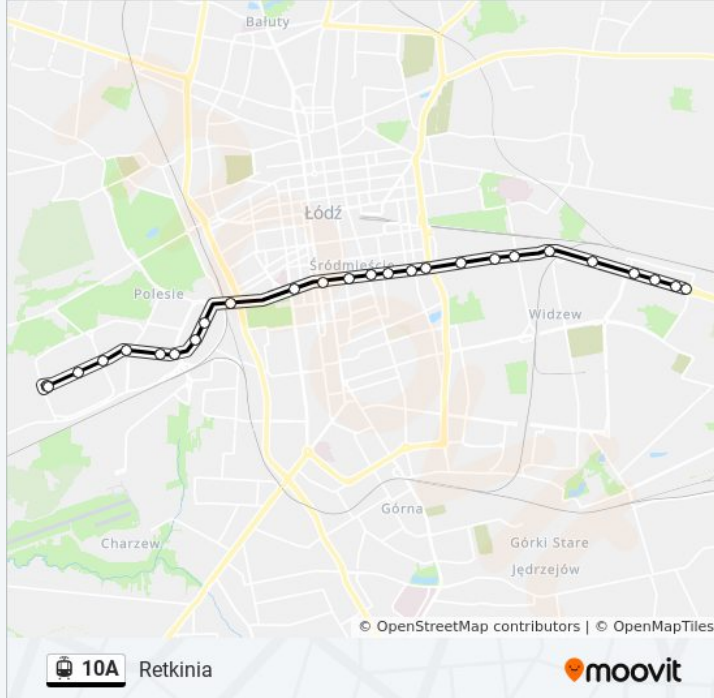 Bałuty
Łódź
Śródmieście
Polesie
Widzew
Górna
Charzew
Górki Stare
Jędrzejów
© OpenStreetMap contributors | © OpenMapTiles
10A Retkinia
moovit